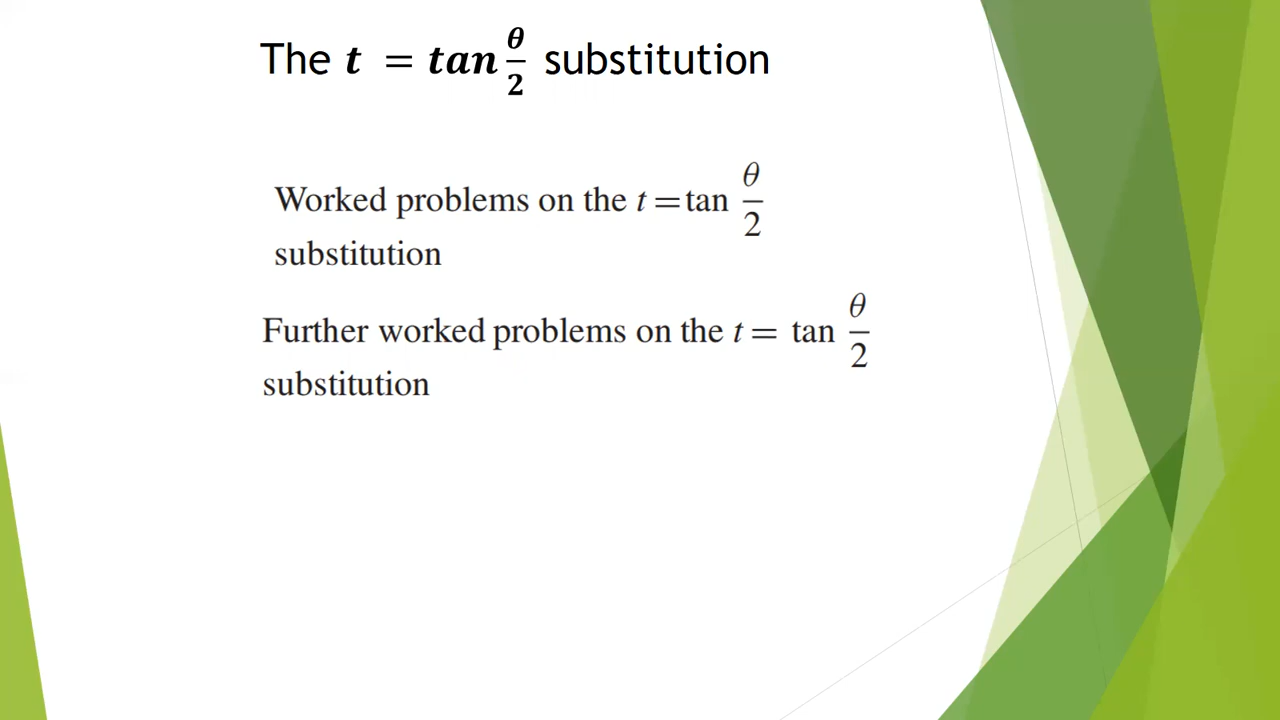 The t = tan θ/2 substitution
Worked problems on the t = tan θ/2
substitution
Further worked problems on the t = tan θ/2
substitution